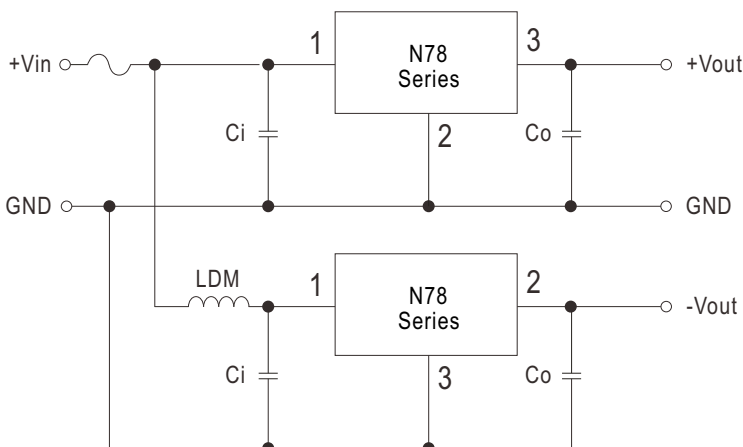 1
N78
Series
3
+Vin
+Vout
Ci
2
Co
GND
GND
LDM
1
N78
Series
2
-Vout
Ci
3
Co